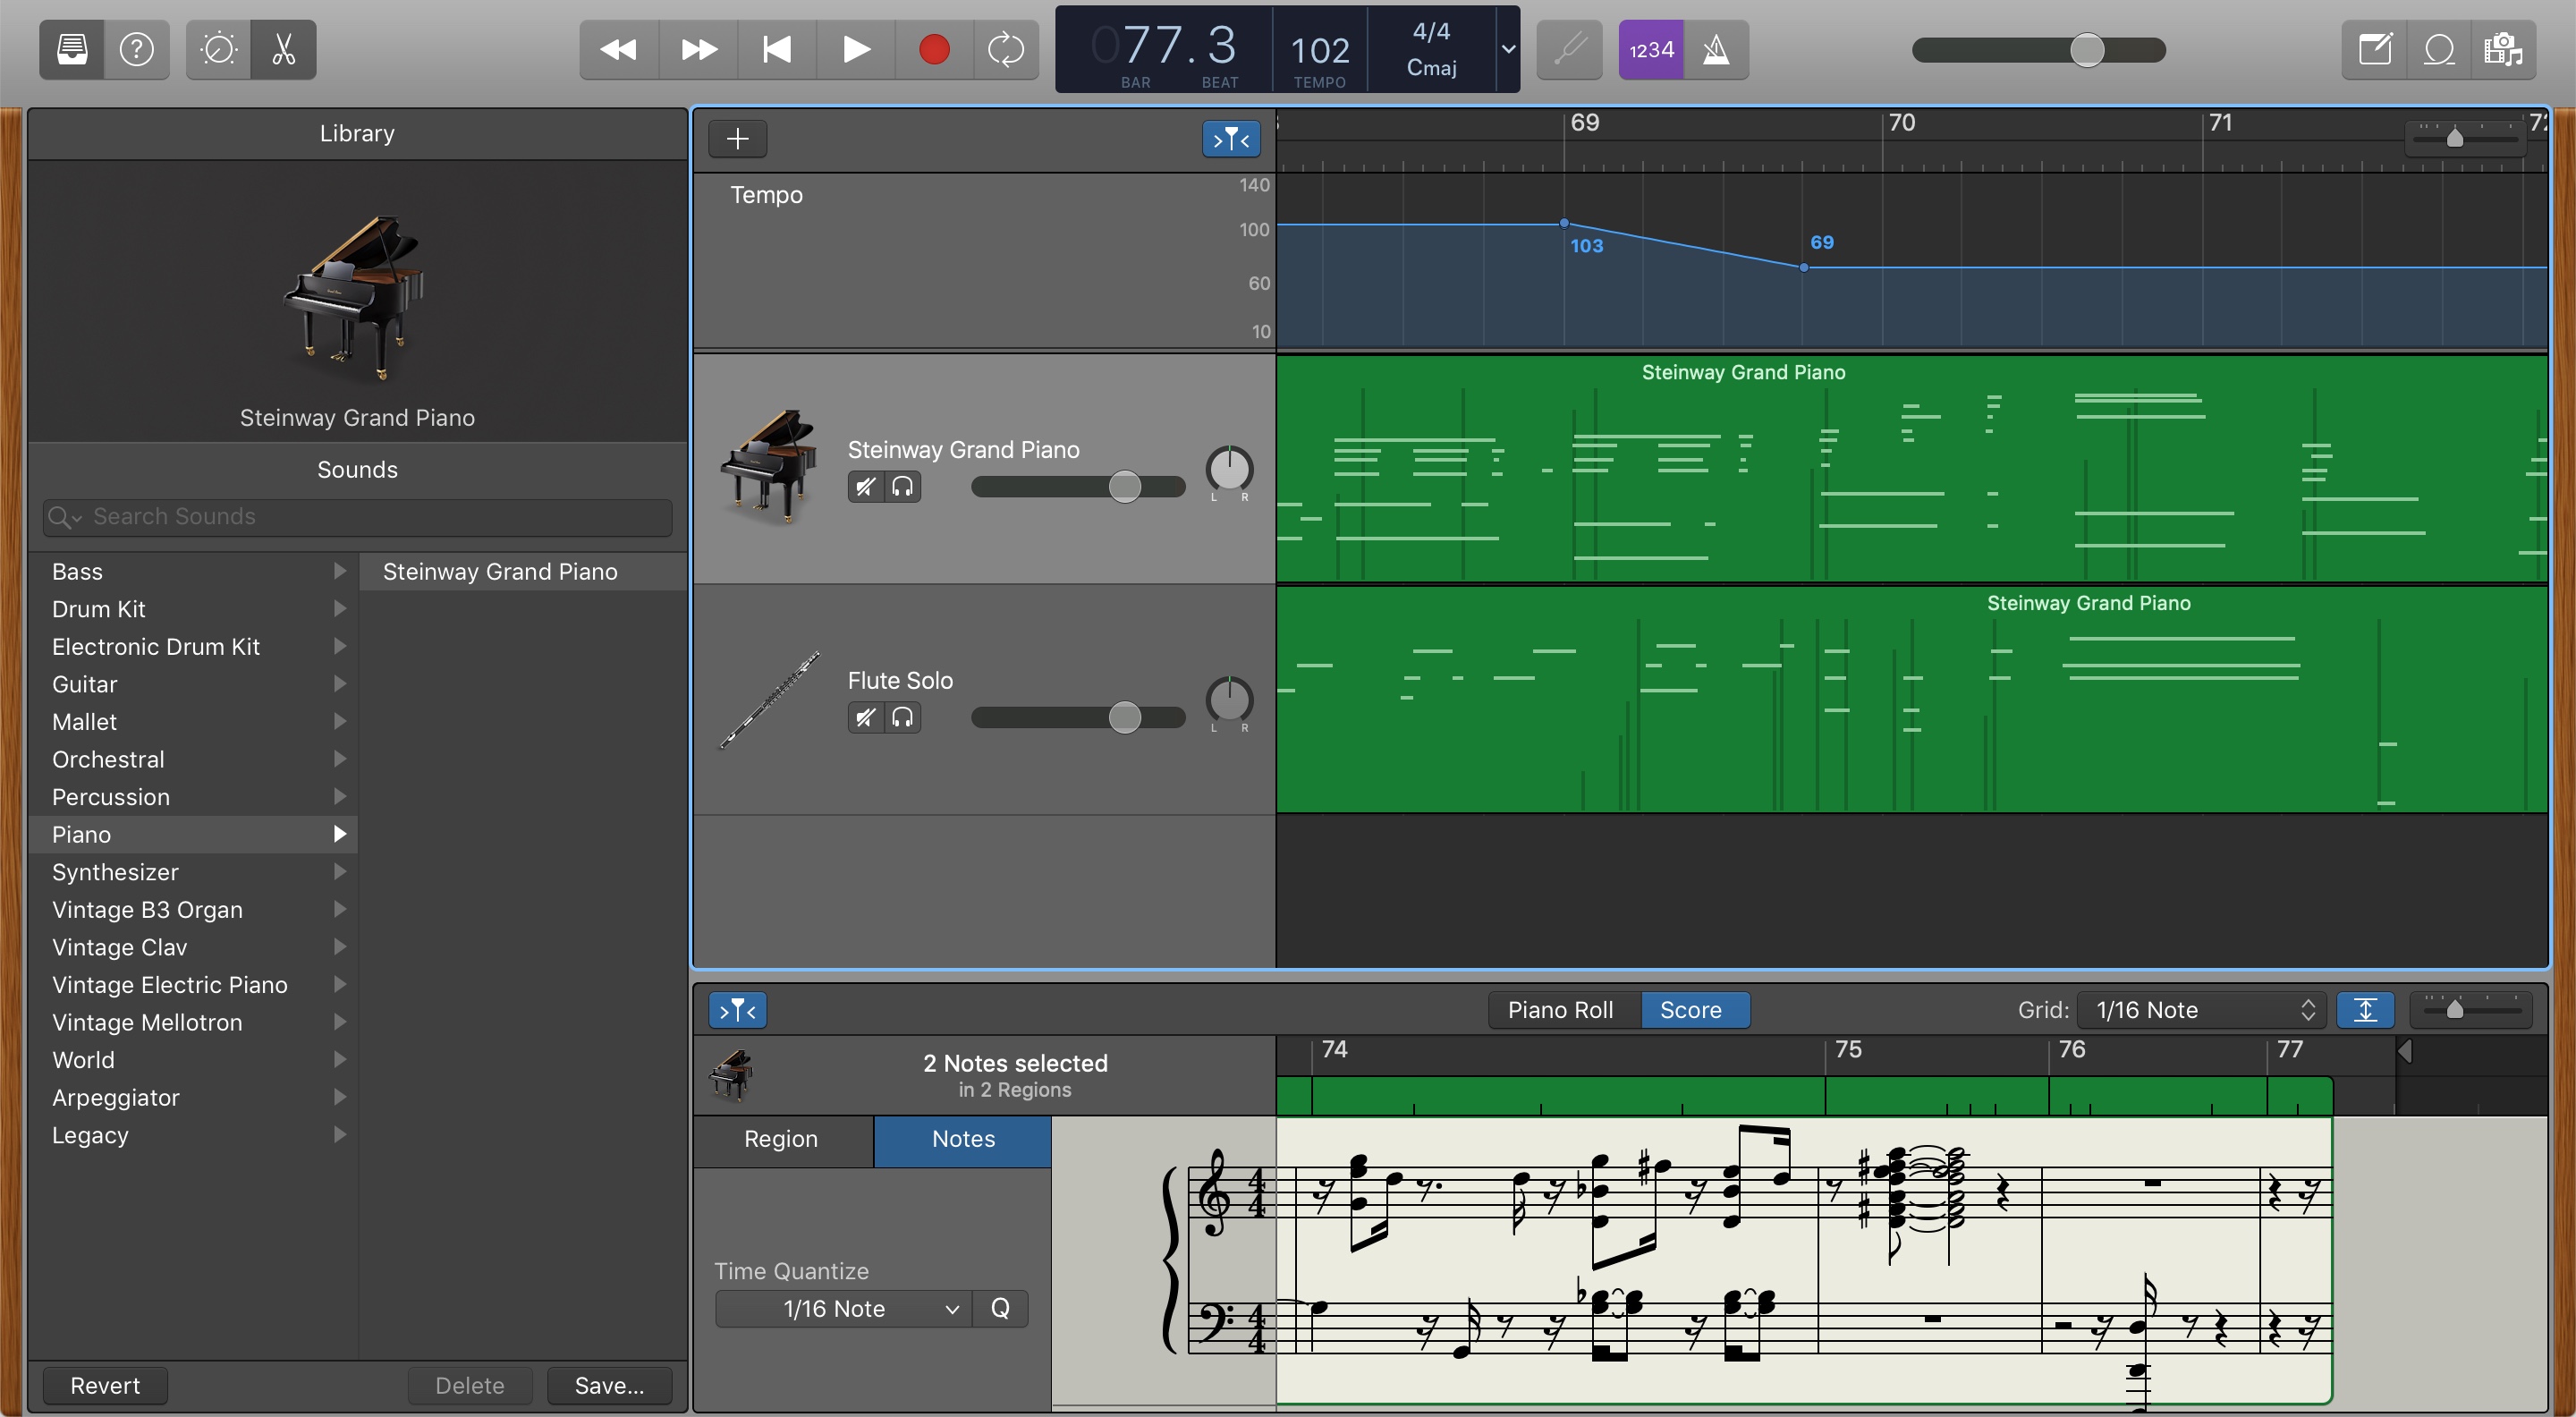 077.3
BAR
BEAT
102
TEMPO
4/4
Cmaj
1234
Library
Steinway Grand Piano
Sounds
Search Sounds
Bass
Drum Kit
Electronic Drum Kit
Guitar
Mallet
Orchestral
Percussion
Piano
Synthesizer
Vintage B3 Organ
Vintage Clav
Vintage Electric Piano
Vintage Mellotron
World
Arpeggiator
Legacy
Steinway Grand Piano
Revert
Delete
Save...
69
70
71
72
Tempo
140
100
60
10
103
69
Steinway Grand Piano
L R
Steinway Grand Piano
Flute Solo
L R
Steinway Grand Piano
Piano Roll
Score
Grid:
1/16 Note
2 Notes selected
in 2 Regions
74
75
76
77
Region
Notes
Time Quantize
1/16 Note
Q
4
4
4
4